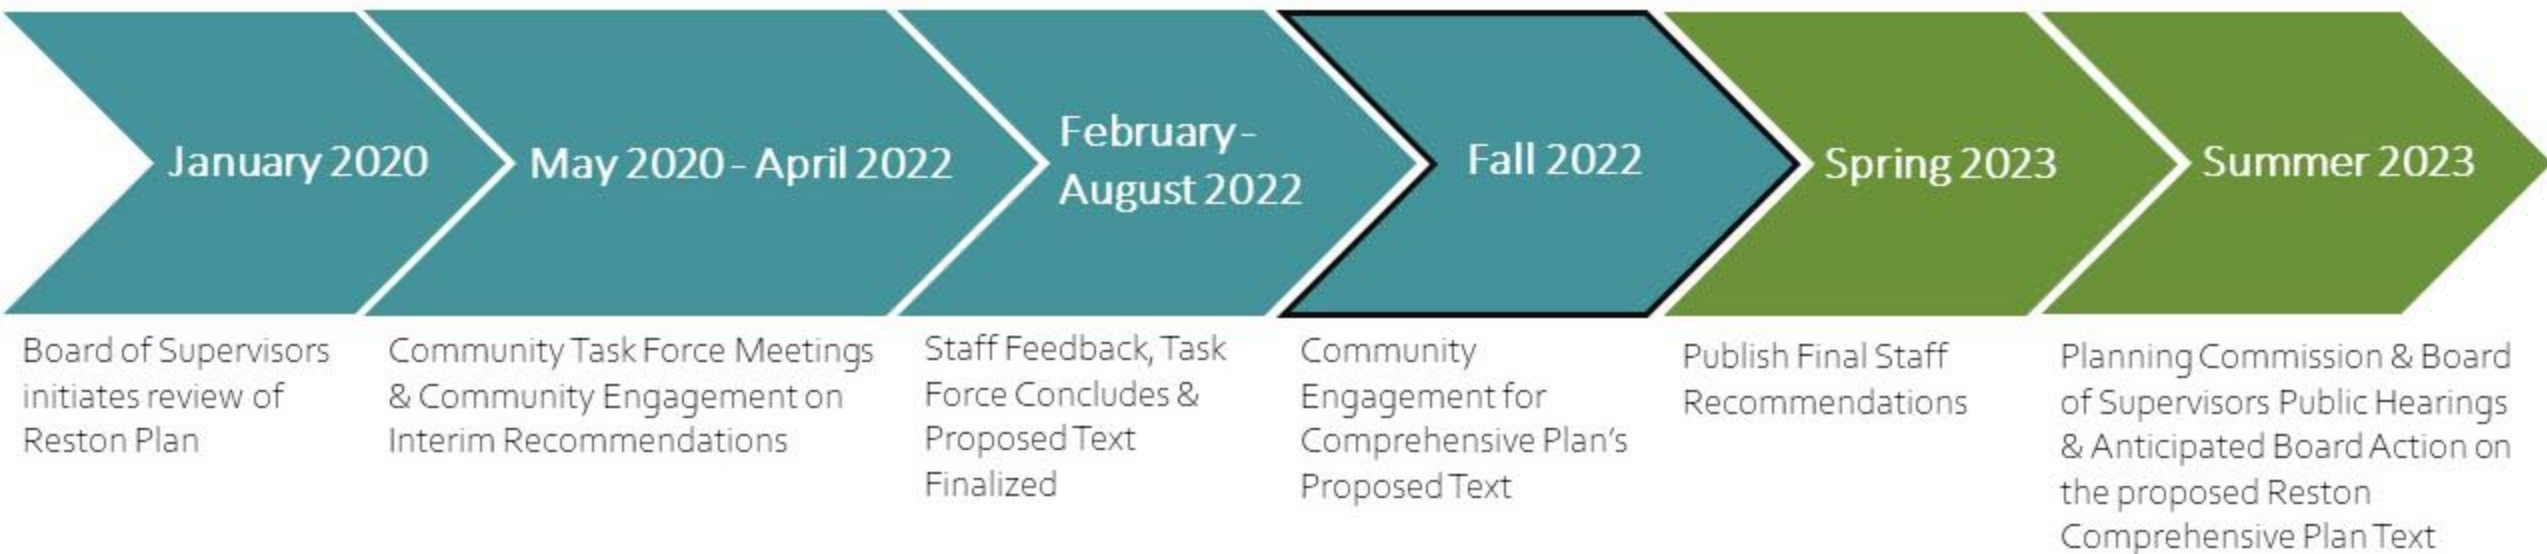 January 2020
May 2020 - April 2022
February -
August 2022
Fall 2022
Spring 2023
Summer 2023
Board of Supervisors
initiates review of
Reston Plan
Community Task Force Meetings
& Community Engagement on
Interim Recommendations
Staff Feedback, Task
Force Concludes &
Proposed Text
Finalized
Community
Engagement for
Comprehensive Plan's
Proposed Text
Publish Final Staff
Recommendations
Planning Commission & Board
of Supervisors Public Hearings
& Anticipated Board Action on
the proposed Reston
Comprehensive Plan Text